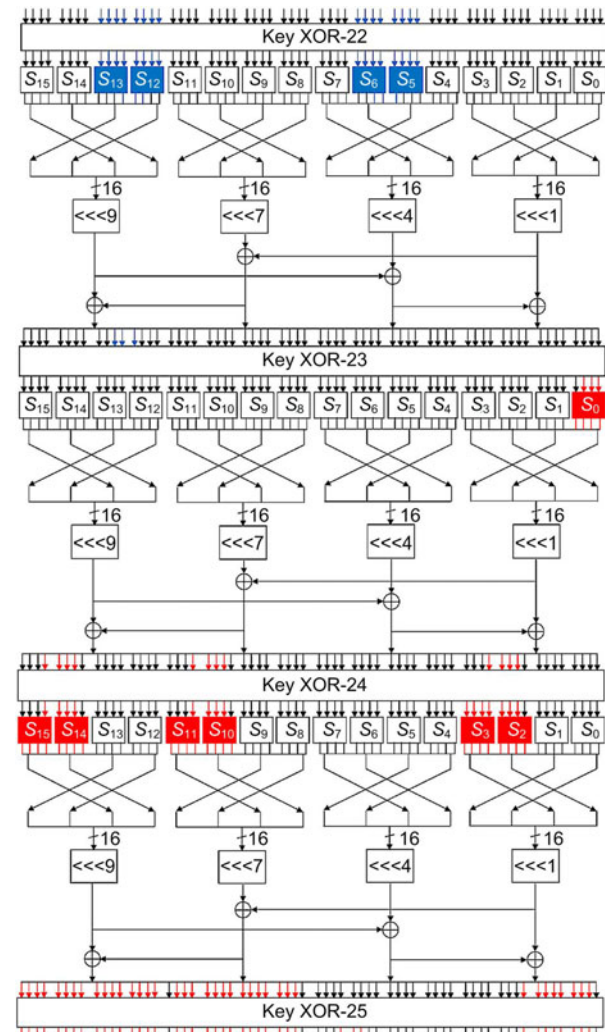 Key XOR-22
S15 S14 S13 S12 S11 S10 S9 S8 S7 S6 S5 S4 S3 S2 S1 S0
16 16 16 16
<<<9 <<<7 <<<4 <<<1
Key XOR-23
S15 S14 S13 S12 S11 S10 S9 S8 S7 S6 S5 S4 S3 S2 S1 S0
16 16 16 16
<<<9 <<<7 <<<4 <<<1
Key XOR-24
S15 S14 S13 S12 S11 S10 S9 S8 S7 S6 S5 S4 S3 S2 S1 S0
16 16 16 16
<<<9 <<<7 <<<4 <<<1
Key XOR-25